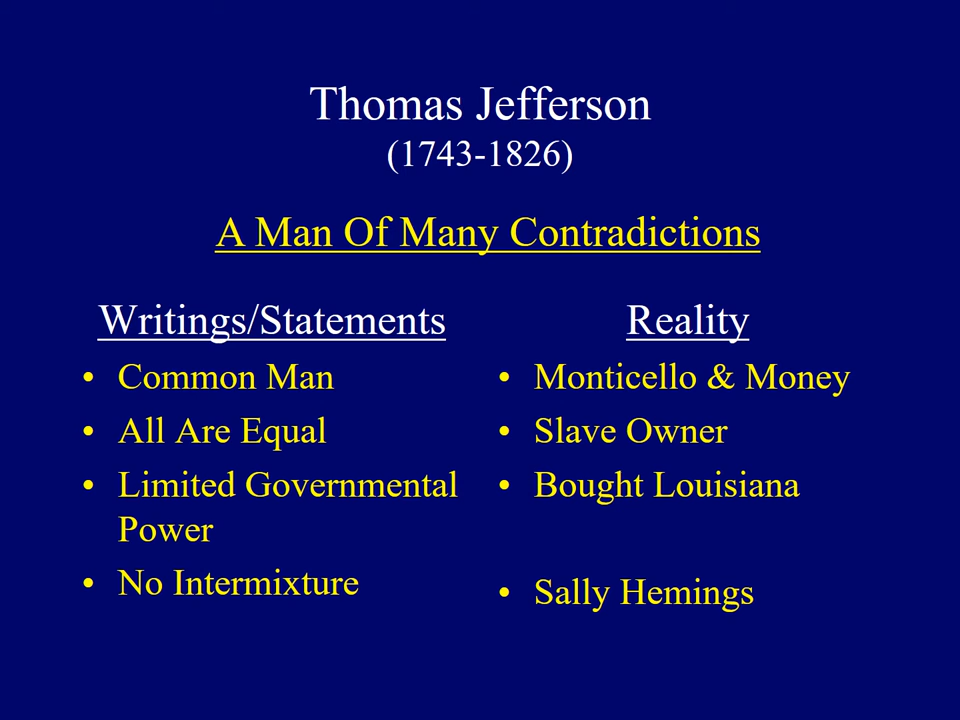 Thomas Jefferson
(1743-1826)
A Man Of Many Contradictions
Writings/Statements
• Common Man
• All Are Equal
• Limited Governmental
Power
• No Intermixture
Reality
• Monticello & Money
• Slave Owner
• Bought Louisiana
• Sally Hemings